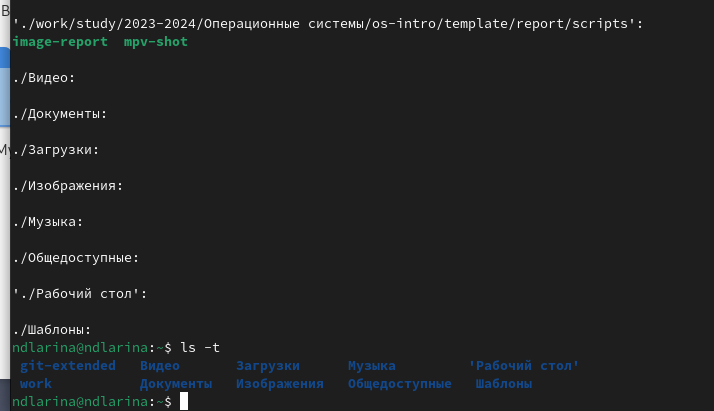 './work/study/2023-2024/Операционные системы/os-intro/template/report/scripts':
image-report  mpv-shot
./Видео:
./Документы:
./Загрузки:
./Изображения:
./Музыка:
./Общедоступные:
'./Рабочий стол':
./Шаблоны:
ndlarina@ndlarina:~$ ls -t
git-extended   Видео       Загрузки      Музыка         'Рабочий стол'
work           Документы   Изображения   Общедоступные   Шаблоны
ndlarina@ndlarina:~$